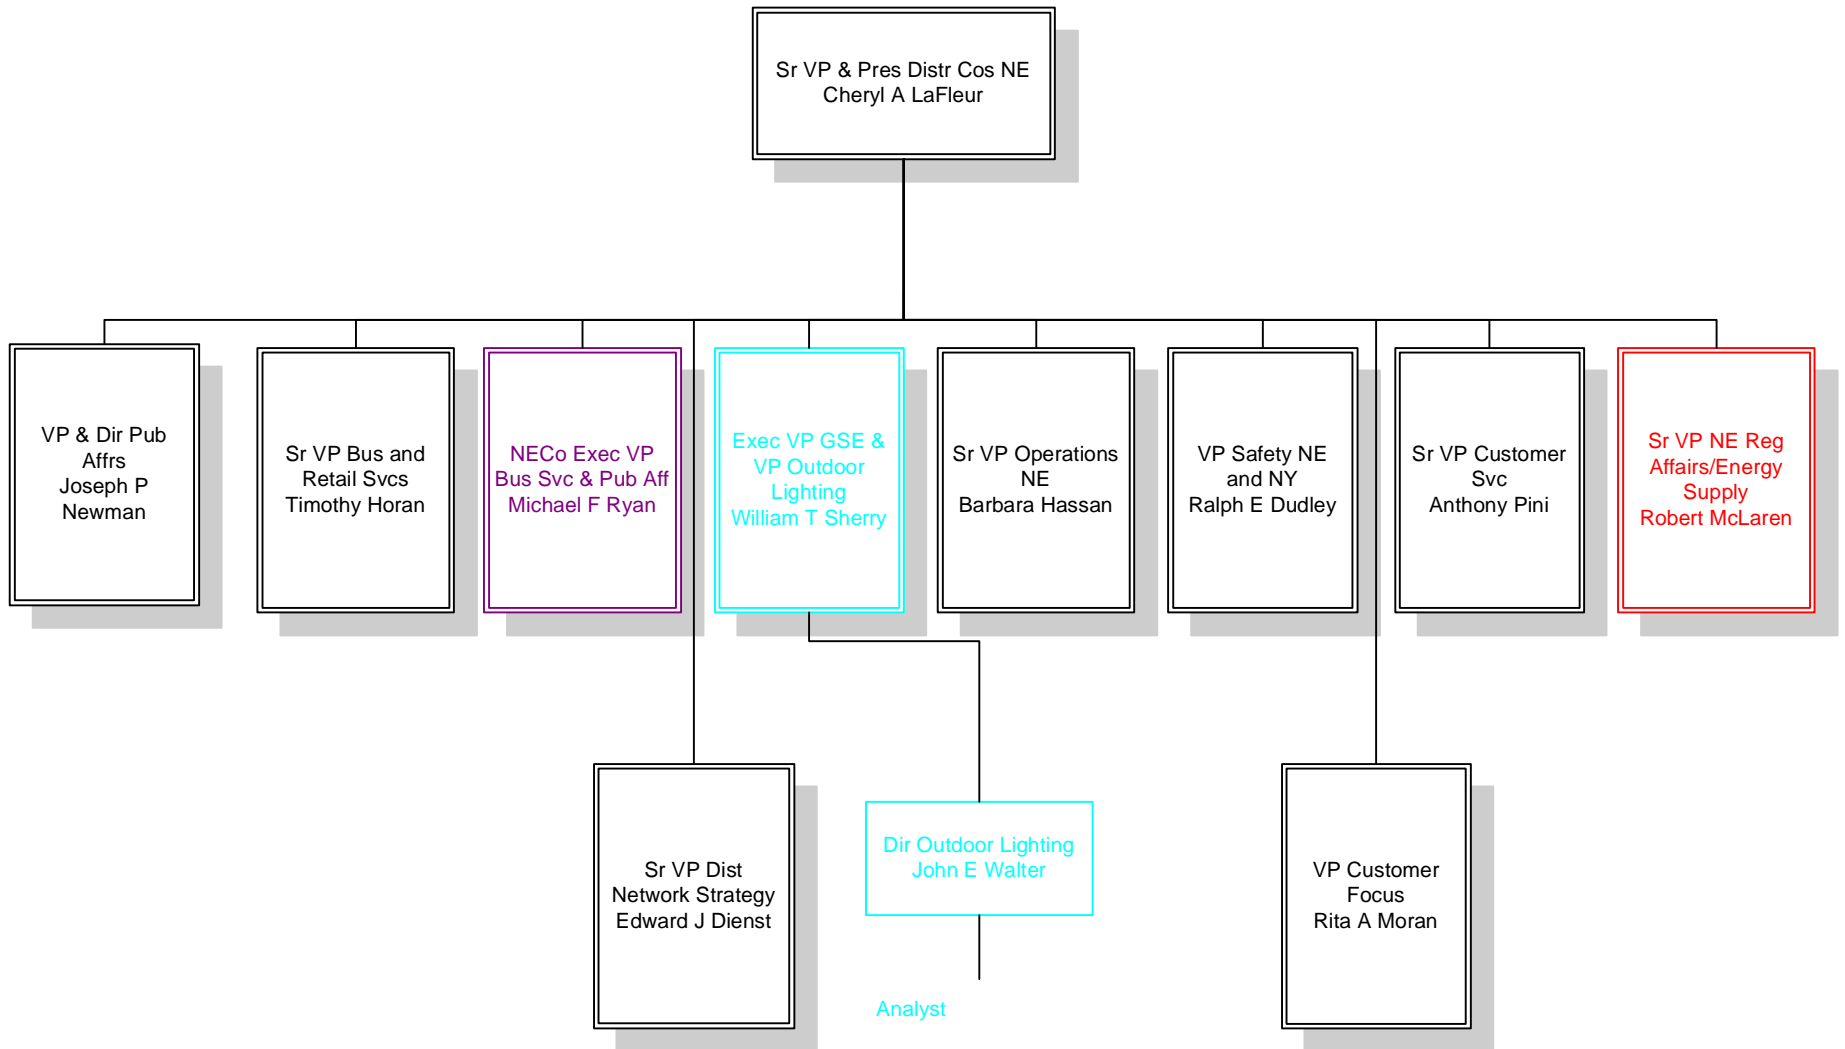 Sr VP & Pres Distr Cos NE
Cheryl A LaFleur
VP & Dir Pub
Affrs
Joseph P
Newman
Sr VP Bus and
Retail Svcs
Timothy Horan
NECo Exec VP
Bus Svc & Pub Aff
Michael F Ryan
Exec VP GSE &
VP Outdoor
Lighting
William T Sherry
Sr VP Operations
NE
Barbara Hassan
VP Safety NE
and NY
Ralph E Dudley
Sr VP Customer
Svc
Anthony Pini
Sr VP NE Reg
Affairs/Energy
Supply
Robert McLaren
Sr VP Dist
Network Strategy
Edward J Dienst
Dir Outdoor Lighting
John E Walter
Analyst
VP Customer
Focus
Rita A Moran